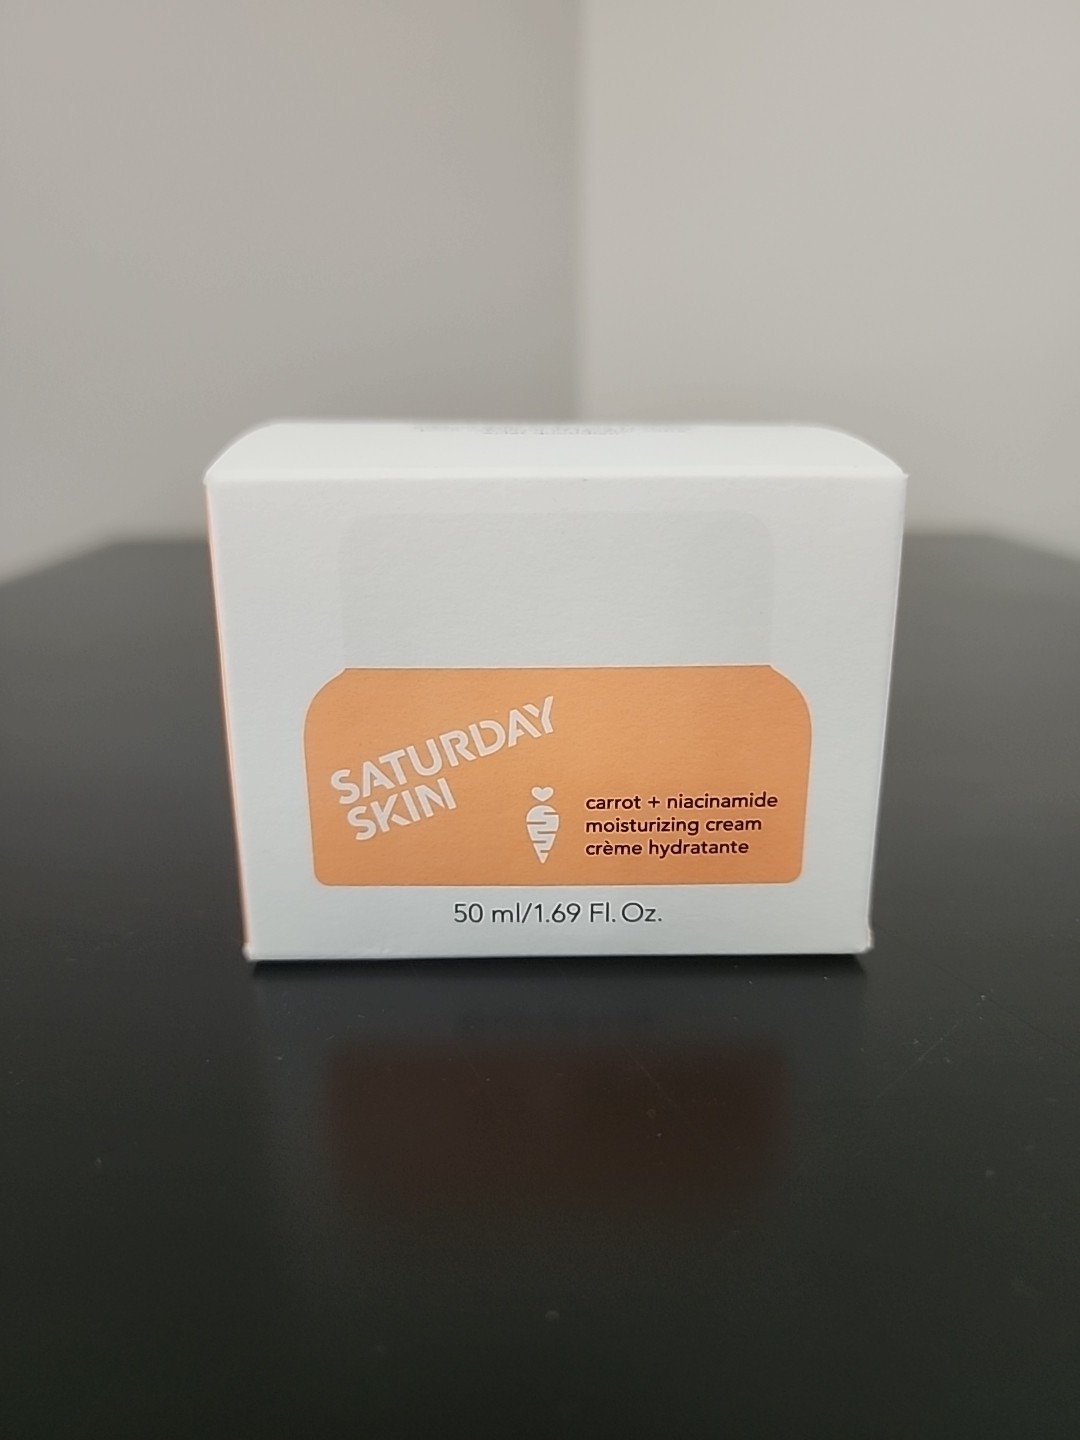 SATURDAY
SKIN
carrot + niacinamide
moisturizing cream
crème hydratante
50 ml/1.69 Fl. Oz.